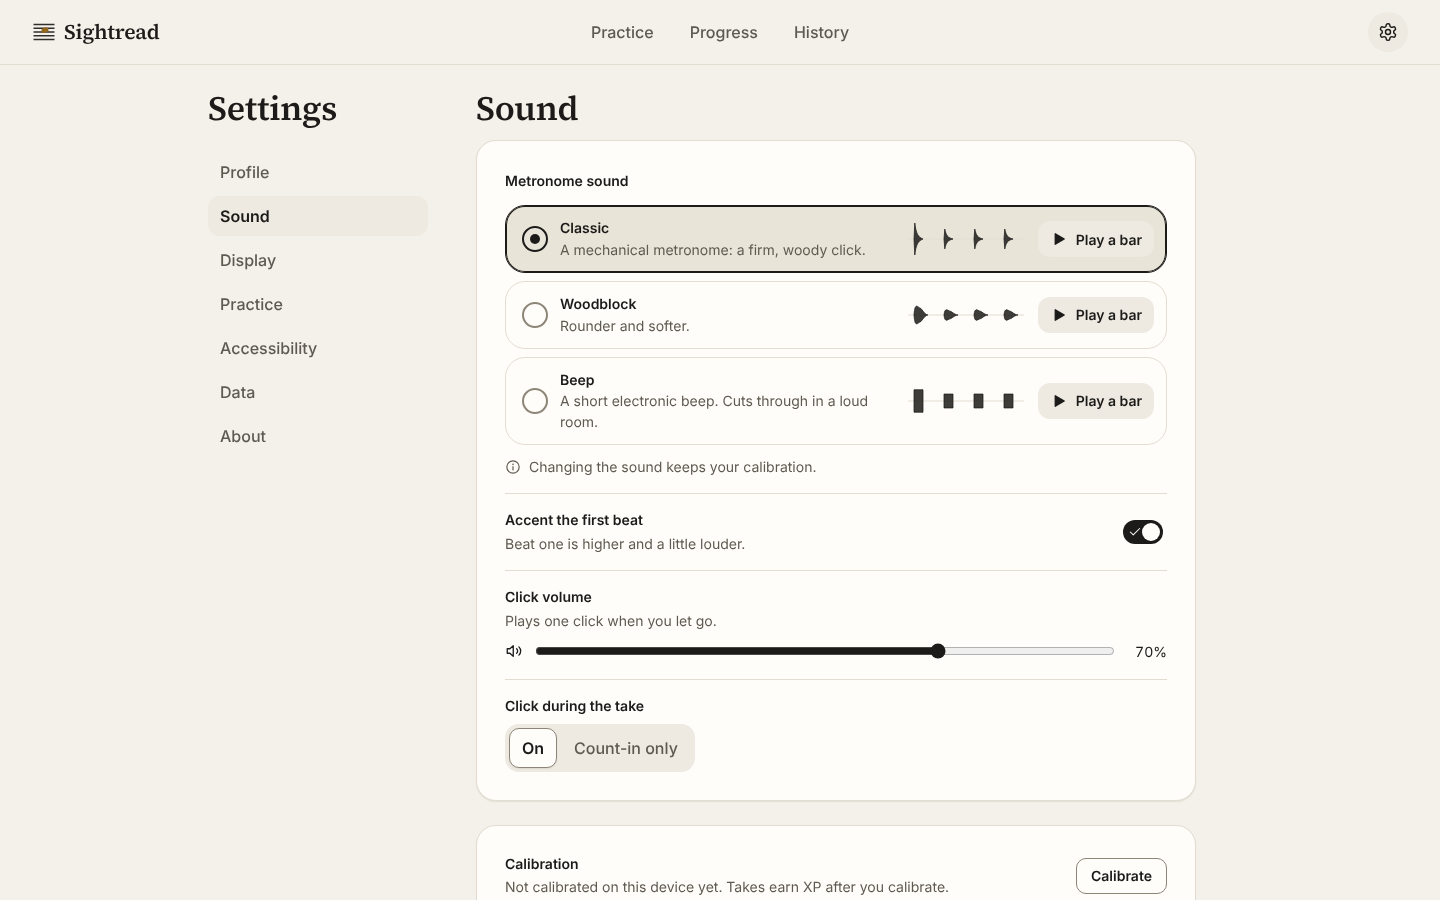 Sightread
Practice
Progress
History
Settings
Profile
Sound
Display
Practice
Accessibility
Data
About
Sound
Metronome sound
Classic
A mechanical metronome: a firm, woody click.
Play a bar
Woodblock
Rounder and softer.
Play a bar
Beep
A short electronic beep. Cuts through in a loud
room.
Play a bar
Changing the sound keeps your calibration.
Accent the first beat
Beat one is higher and a little louder.
Click volume
Plays one click when you let go.
70%
Click during the take
On
Count-in only
Calibration
Not calibrated on this device yet. Takes earn XP after you calibrate.
Calibrate